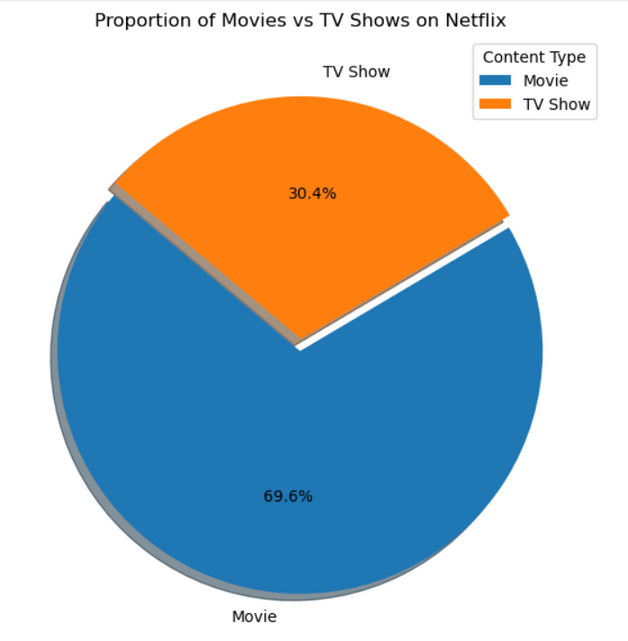 Proportion of Movies vs TV Shows on Netflix
TV Show
Content Type
Movie
TV Show
30.4%
69.6%
Movie